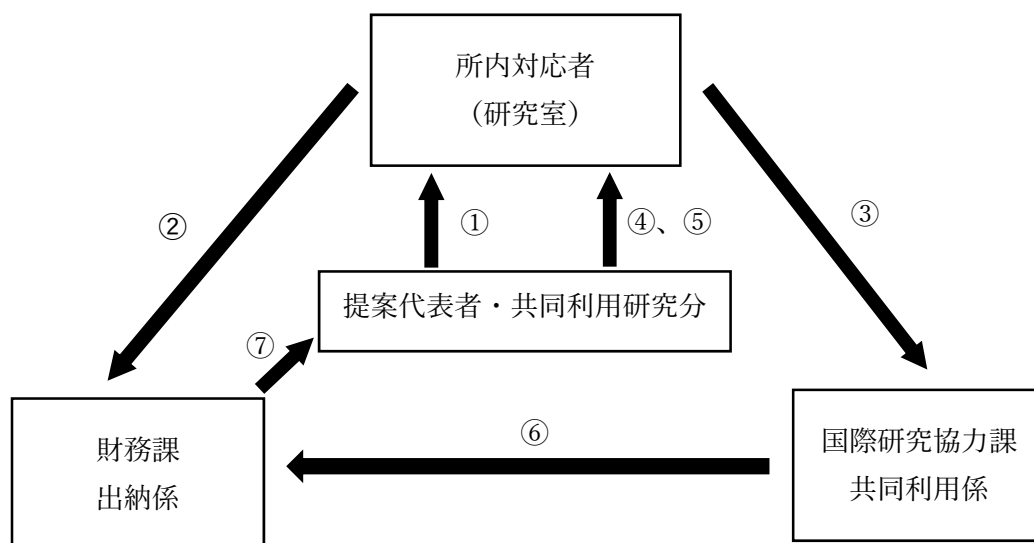 所内対応者
（研究室）
②
①
④、⑤
③
提案代表者・共同利用研究分
⑦
財務課
出納係
⑥
国際研究協力課
共同利用係